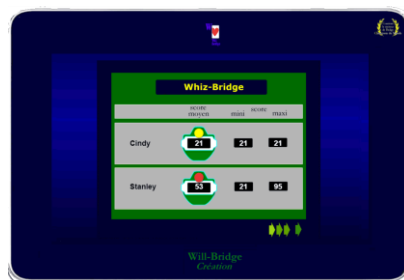 Whiz-Bridge
score moyen mini score maxi
Cindy 21 21 21
Stanley 53 21 95
Will-Bridge
Création